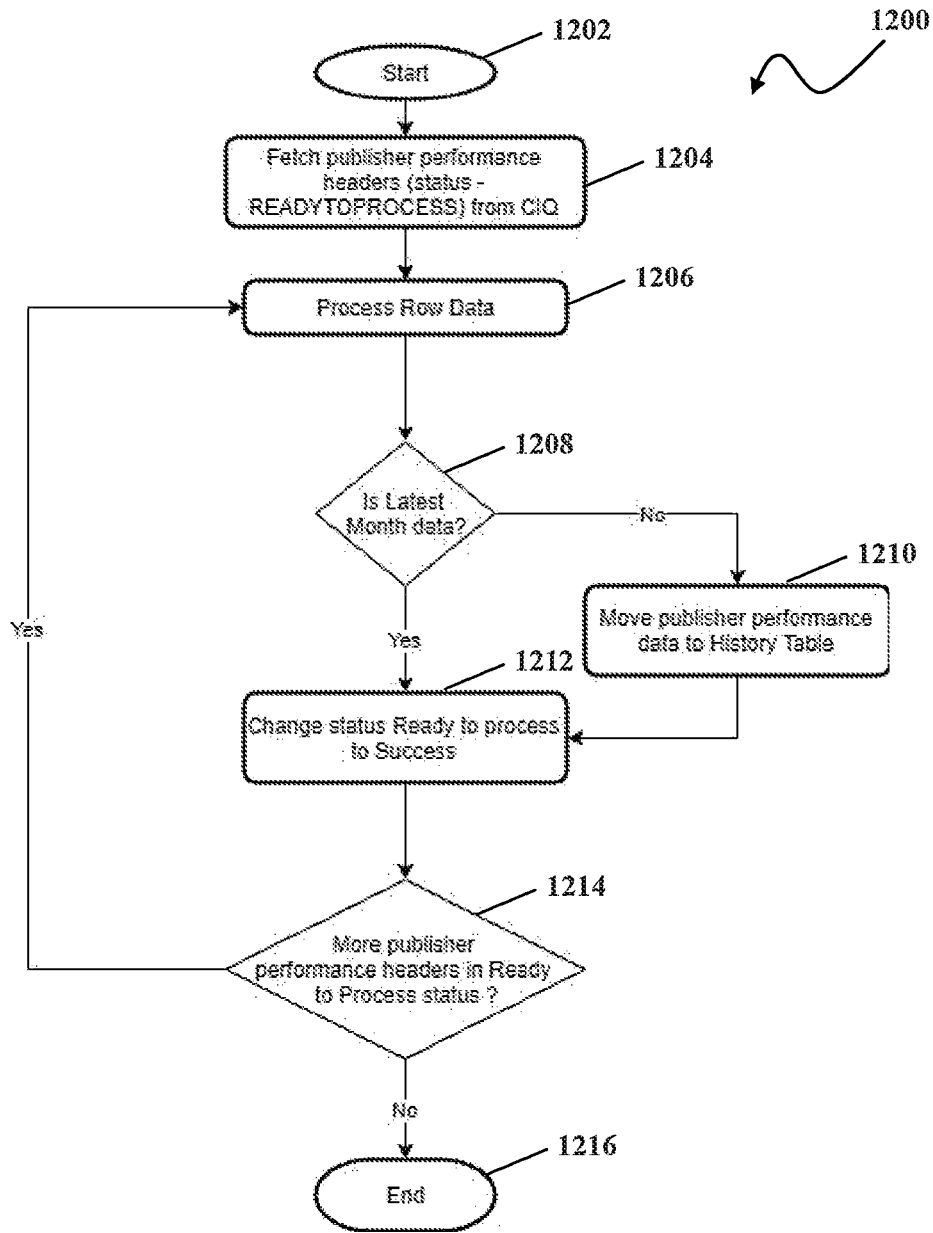 1200
1202
Start
1204
Fetch publisher performance
headers (status -
READYTOPROCESS) from CIQ
1206
Process Row Data
1208
Is Latest
Month data?
No
1210
Move publisher performance
data to History Table
Yes
Yes
1212
Change status Ready to process
to Success
1214
More publisher
performance headers in Ready
to Process status ?
No
1216
End